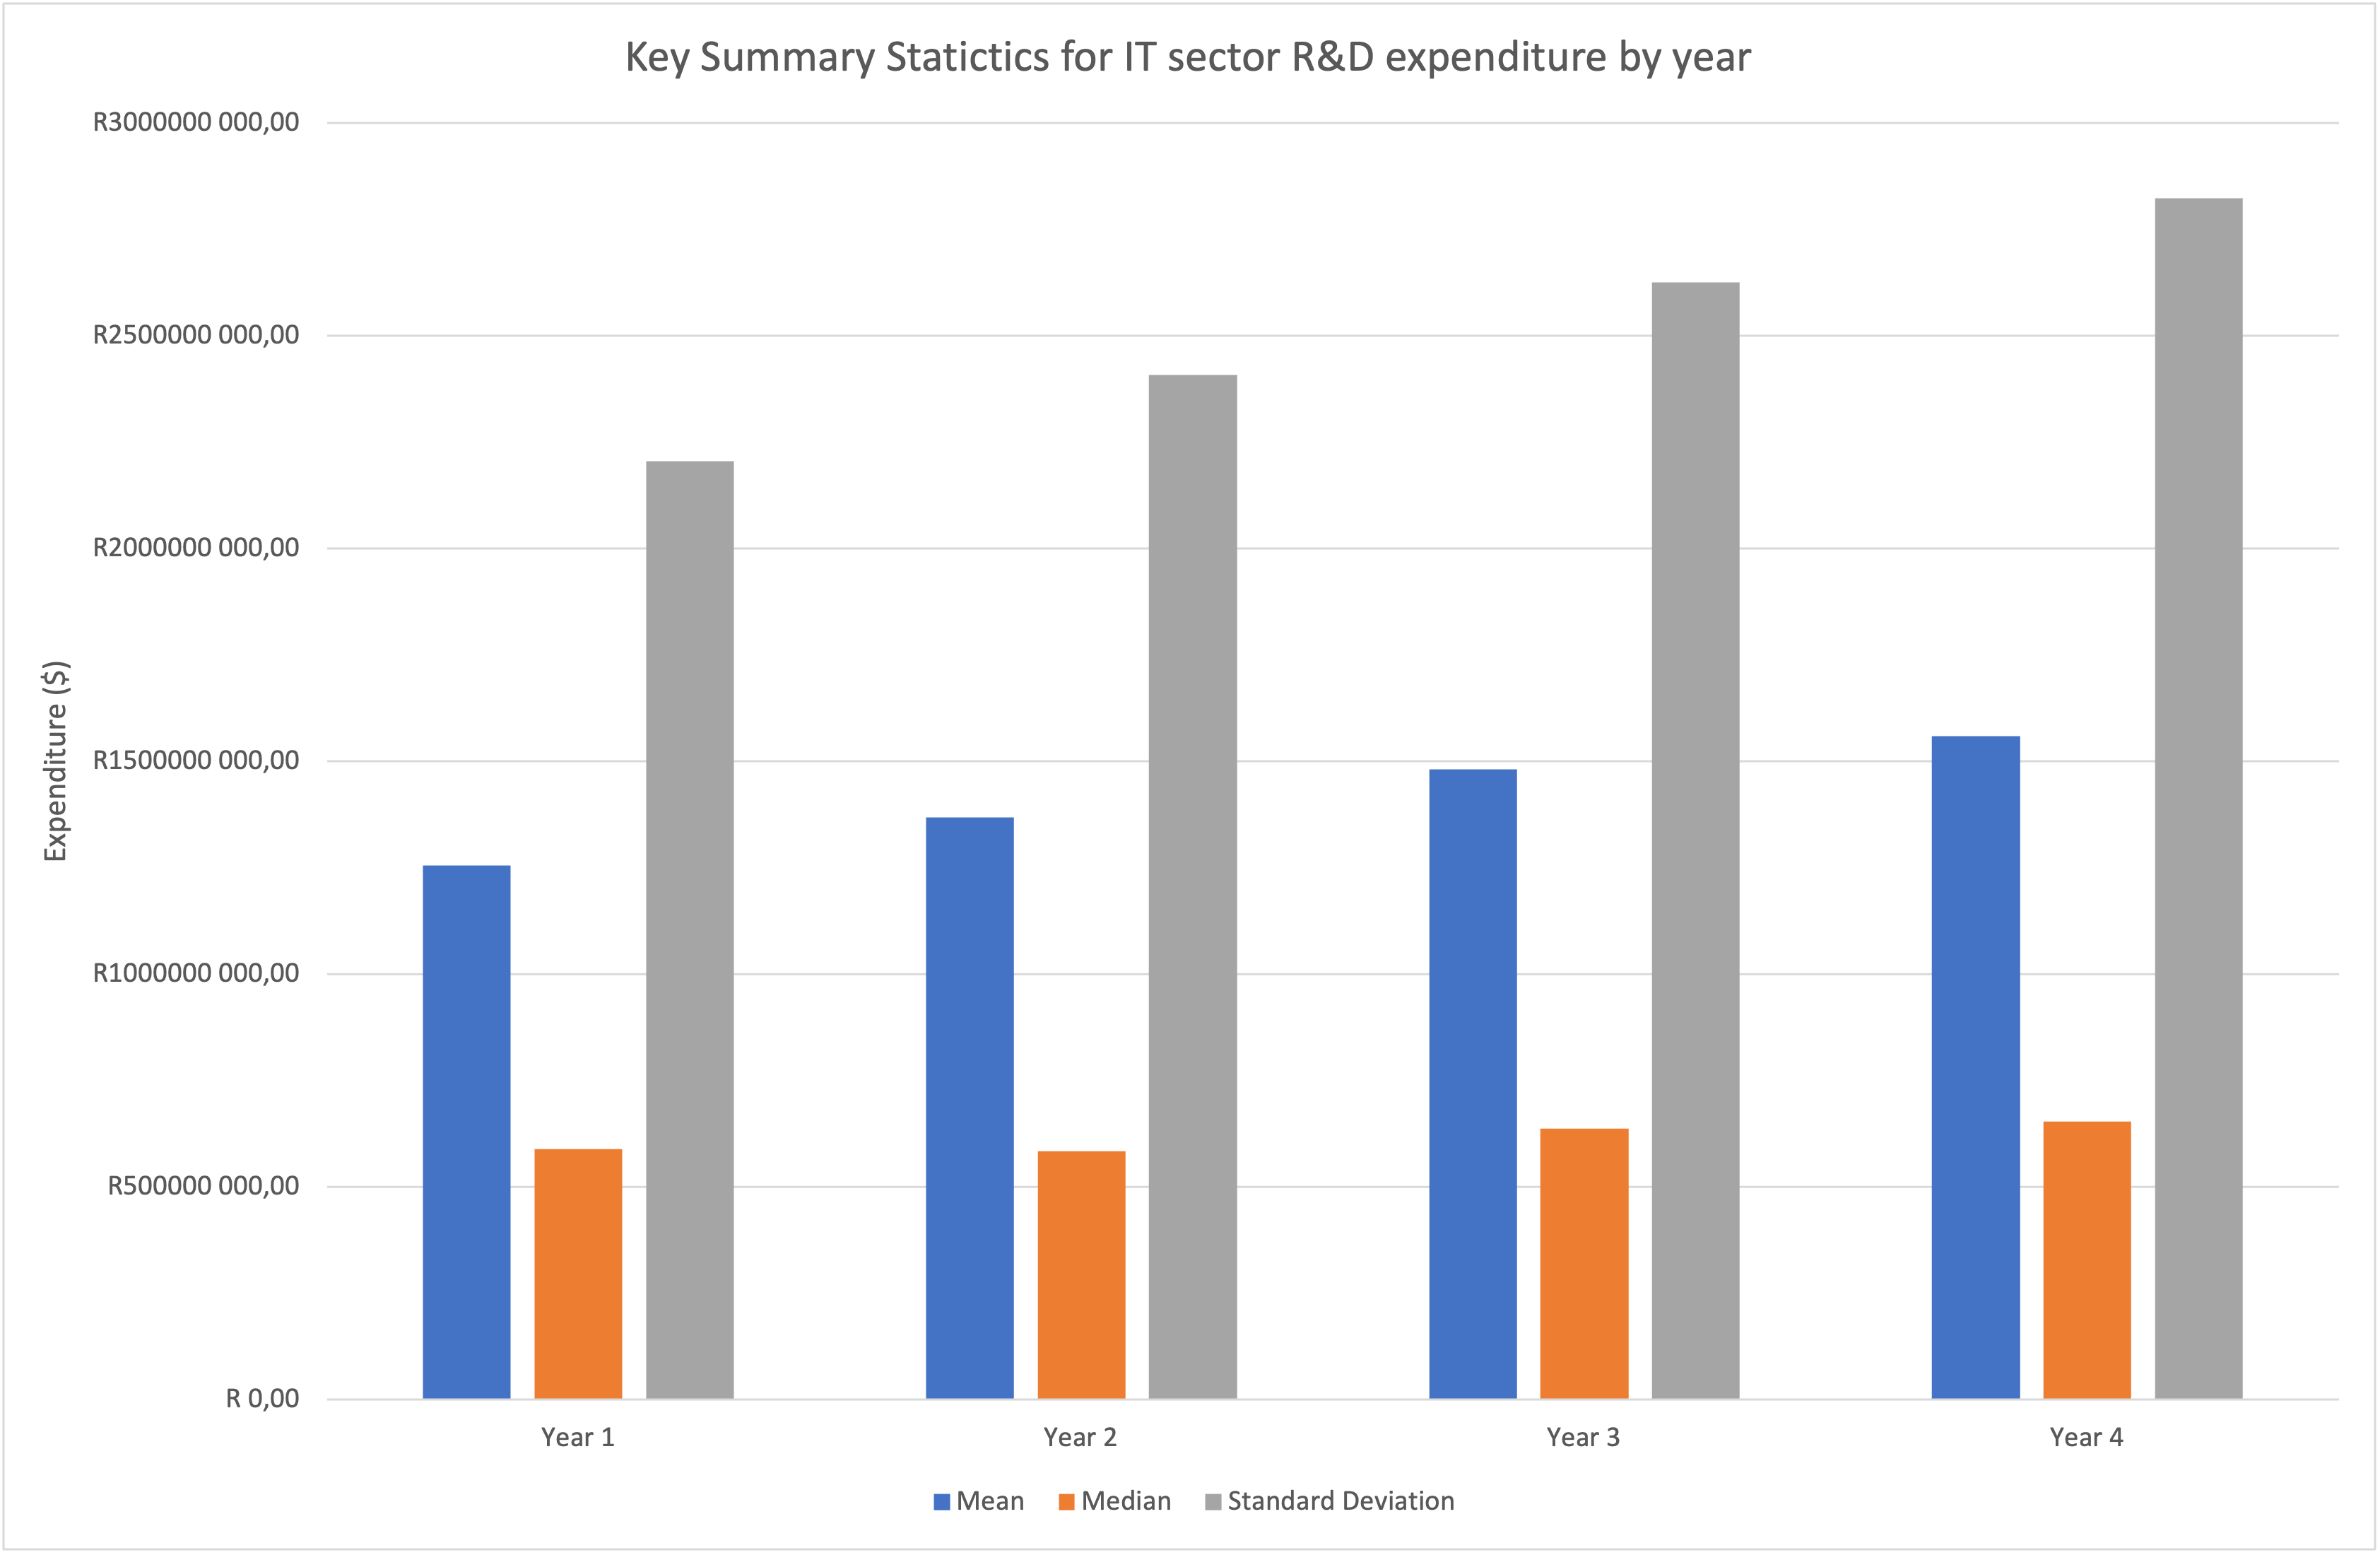 Key Summary Statictics for IT sector R&D expenditure by year
R3000000 000,00
R2500000 000,00
R2000000 000,00
R1500000 000,00
R1000000 000,00
R500000 000,00
R 0,00
Expenditure ($)
Year 1
Year 2
Year 3
Year 4
Mean
Median
Standard Deviation